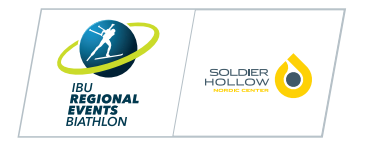 IBU
REGIONAL
EVENTS
BIATHLON
SOLDIER
HOLLOW
NORDIC CENTER